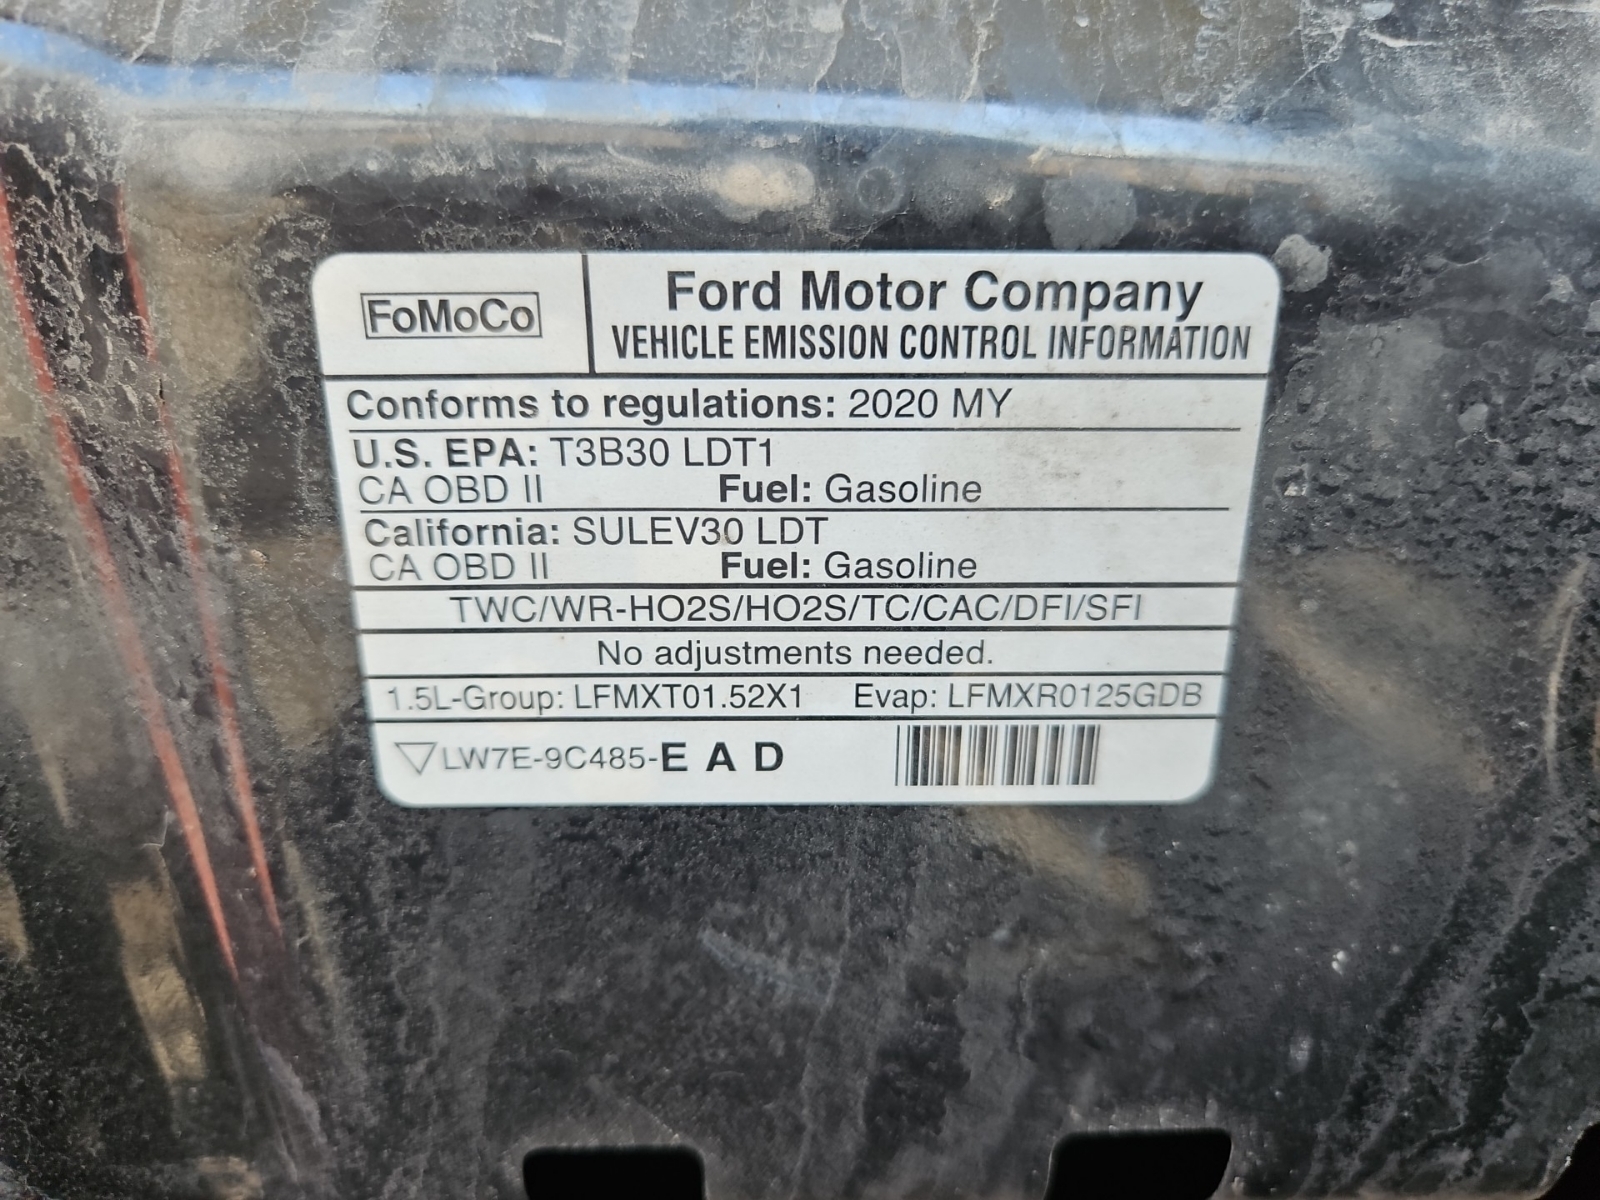 FoMoCo
Ford Motor Company
VEHICLE EMISSION CONTROL INFORMATION
Conforms to regulations: 2020 MY
U.S. EPA: T3B30 LDT1
CA OBD II Fuel: Gasoline
California: SULEV30 LDT
CA OBD II Fuel: Gasoline
TWC/WR-HO2S/HO2S/TC/CAC/DFI/SFI
No adjustments needed.
1.5L-Group: LFMXT01.52X1 Evap: LFMXR0125GDB
LW7E-9C485-E A D